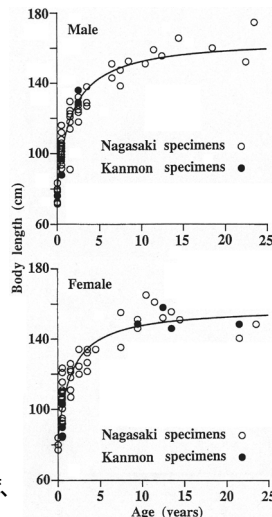 180
Male
140
100
60
Nagasaki specimens ○
Kanmon specimens ●
0 5 10 15 20 25
Body length (cm)
180
Female
140
100
60
Nagasaki specimens ○
Kanmon specimens ●
0 5 10 15 20 25
Age (years)
、